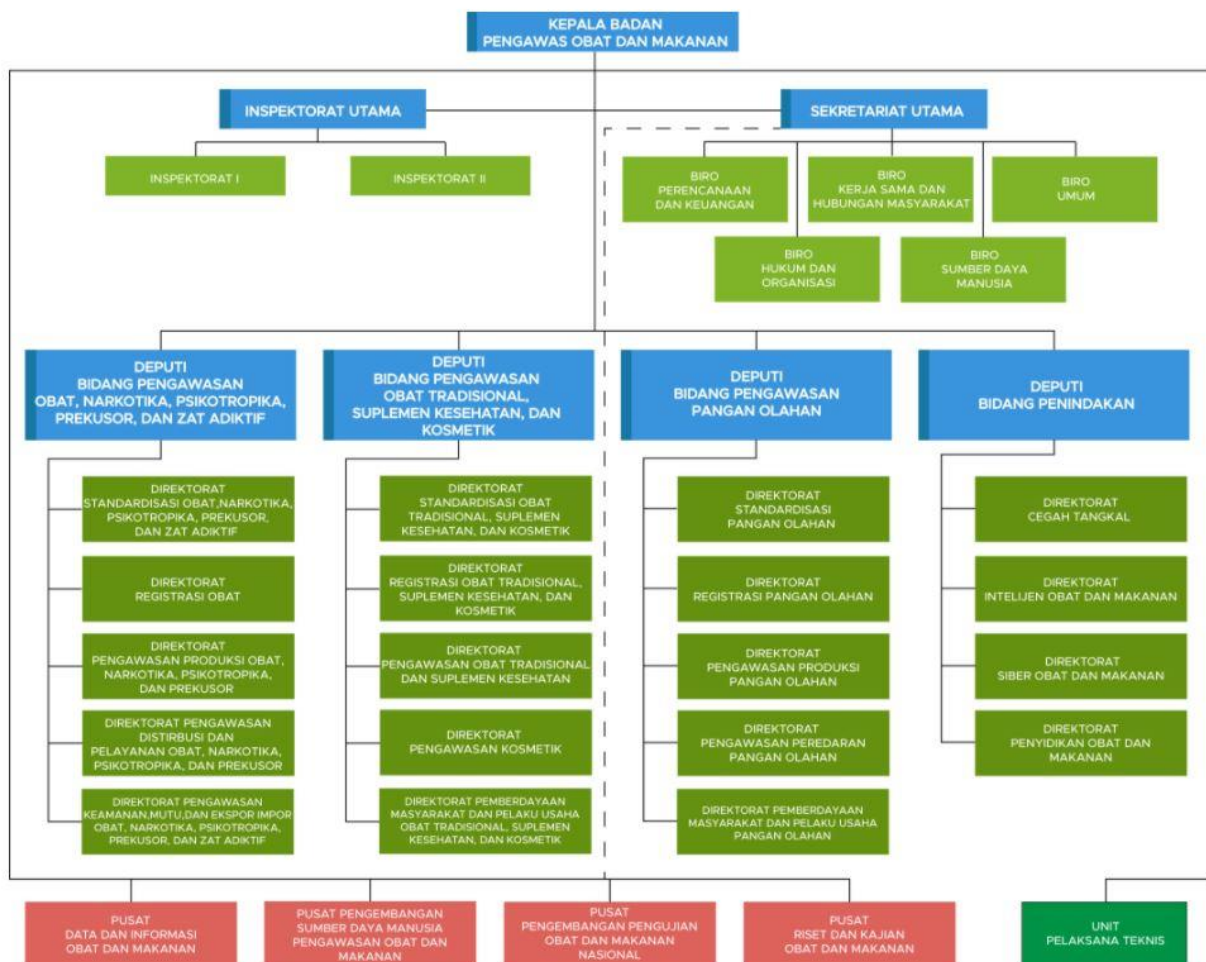 KEPALA BADAN
PENGAWAS OBAT DAN MAKANAN
INSPEKTORAT UTAMA
SEKRETARIAT UTAMA
INSPEKTORAT I
INSPEKTORAT II
BIRO
PERENCANAAN
DAN KEUANGAN
BIRO
KERJA SAMA DAN
HUBUNGAN MASYARAKAT
BIRO
UMUM
BIRO
HUKUM DAN
ORGANISASI
BIRO
SUMBER DAYA
MANUSIA
DEPUTI
BIDANG PENGAWASAN
OBAT, NARKOTIKA, PSIKOTROPIKA,
PREKUSOR, DAN ZAT ADIKTIF
DIREKTORAT
STANDARDISASI OBAT,NARKOTIKA,
PSIKOTROPIKA, PREKUSOR,
DAN ZAT ADIKTIF
DIREKTORAT
REGISTRASI OBAT
DIREKTORAT
PENGAWASAN PRODUKSI OBAT,
NARKOTIKA, PSIKOTROPIKA,
DAN PREKUSOR
DIREKTORAT PENGAWASAN
DISTIRBUSI DAN
PELAYANAN OBAT, NARKOTIKA,
PSIKOTROPIKA, DAN PREKUSOR
DIREKTORAT PENGAWASAN
KEAMANAN,MUTU,DAN EKSPOR IMPOR
OBAT, NARKOTIKA, PSIKOTROPIKA,
PREKUSOR, DAN ZAT ADIKTIF
DEPUTI
BIDANG PENGAWASAN
OBAT TRADISIONAL,
SUPLEMEN KESEHATAN, DAN
KOSMETIK
DIREKTORAT
STANDARDISASI OBAT
TRADISIONAL, SUPLEMEN
KESEHATAN, DAN KOSMETIK
DIREKTORAT
REGISTRASI OBAT TRADISIONAL,
SUPLEMEN KESEHATAN, DAN
KOSMETIK
DIREKTORAT
PENGAWASAN OBAT TRADISIONAL
DAN SUPLEMEN KESEHATAN
DIREKTORAT
PENGAWASAN KOSMETIK
DIREKTORAT PEMBERDAYAAN
MASYARAKAT DAN PELAKU USAHA
OBAT TRADISIONAL, SUPLEMEN
KESEHATAN, DAN KOSMETIK
DEPUTI
BIDANG PENGAWASAN
PANGAN OLAHAN
DIREKTORAT
STANDARDISASI
PANGAN OLAHAN
DIREKTORAT
REGISTRASI PANGAN OLAHAN
DIREKTORAT
PENGAWASAN PRODUKSI
PANGAN OLAHAN
DIREKTORAT
PENGAWASAN PEREDARAN
PANGAN OLAHAN
DIREKTORAT PEMBERDAYAAN
MASYARAKAT DAN PELAKU USAHA
PANGAN OLAHAN
DEPUTI
BIDANG PENINDAKAN
DIREKTORAT
CEGAH TANGKAL
DIREKTORAT
INTELIJEN OBAT DAN MAKANAN
DIREKTORAT
SIBER OBAT DAN MAKANAN
DIREKTORAT
PENYIDIKAN OBAT DAN
MAKANAN
PUSAT
DATA DAN INFORMASI
OBAT DAN MAKANAN
PUSAT PENGEMBANGAN
SUMBER DAYA MANUSIA
PENGAWASAN OBAT DAN
MAKANAN
PUSAT
PENGEMBANGAN PENGUJIAN
OBAT DAN MAKANAN
NASIONAL
PUSAT
RISET DAN KAJIAN
OBAT DAN MAKANAN
UNIT
PELAKSANA TEKNIS